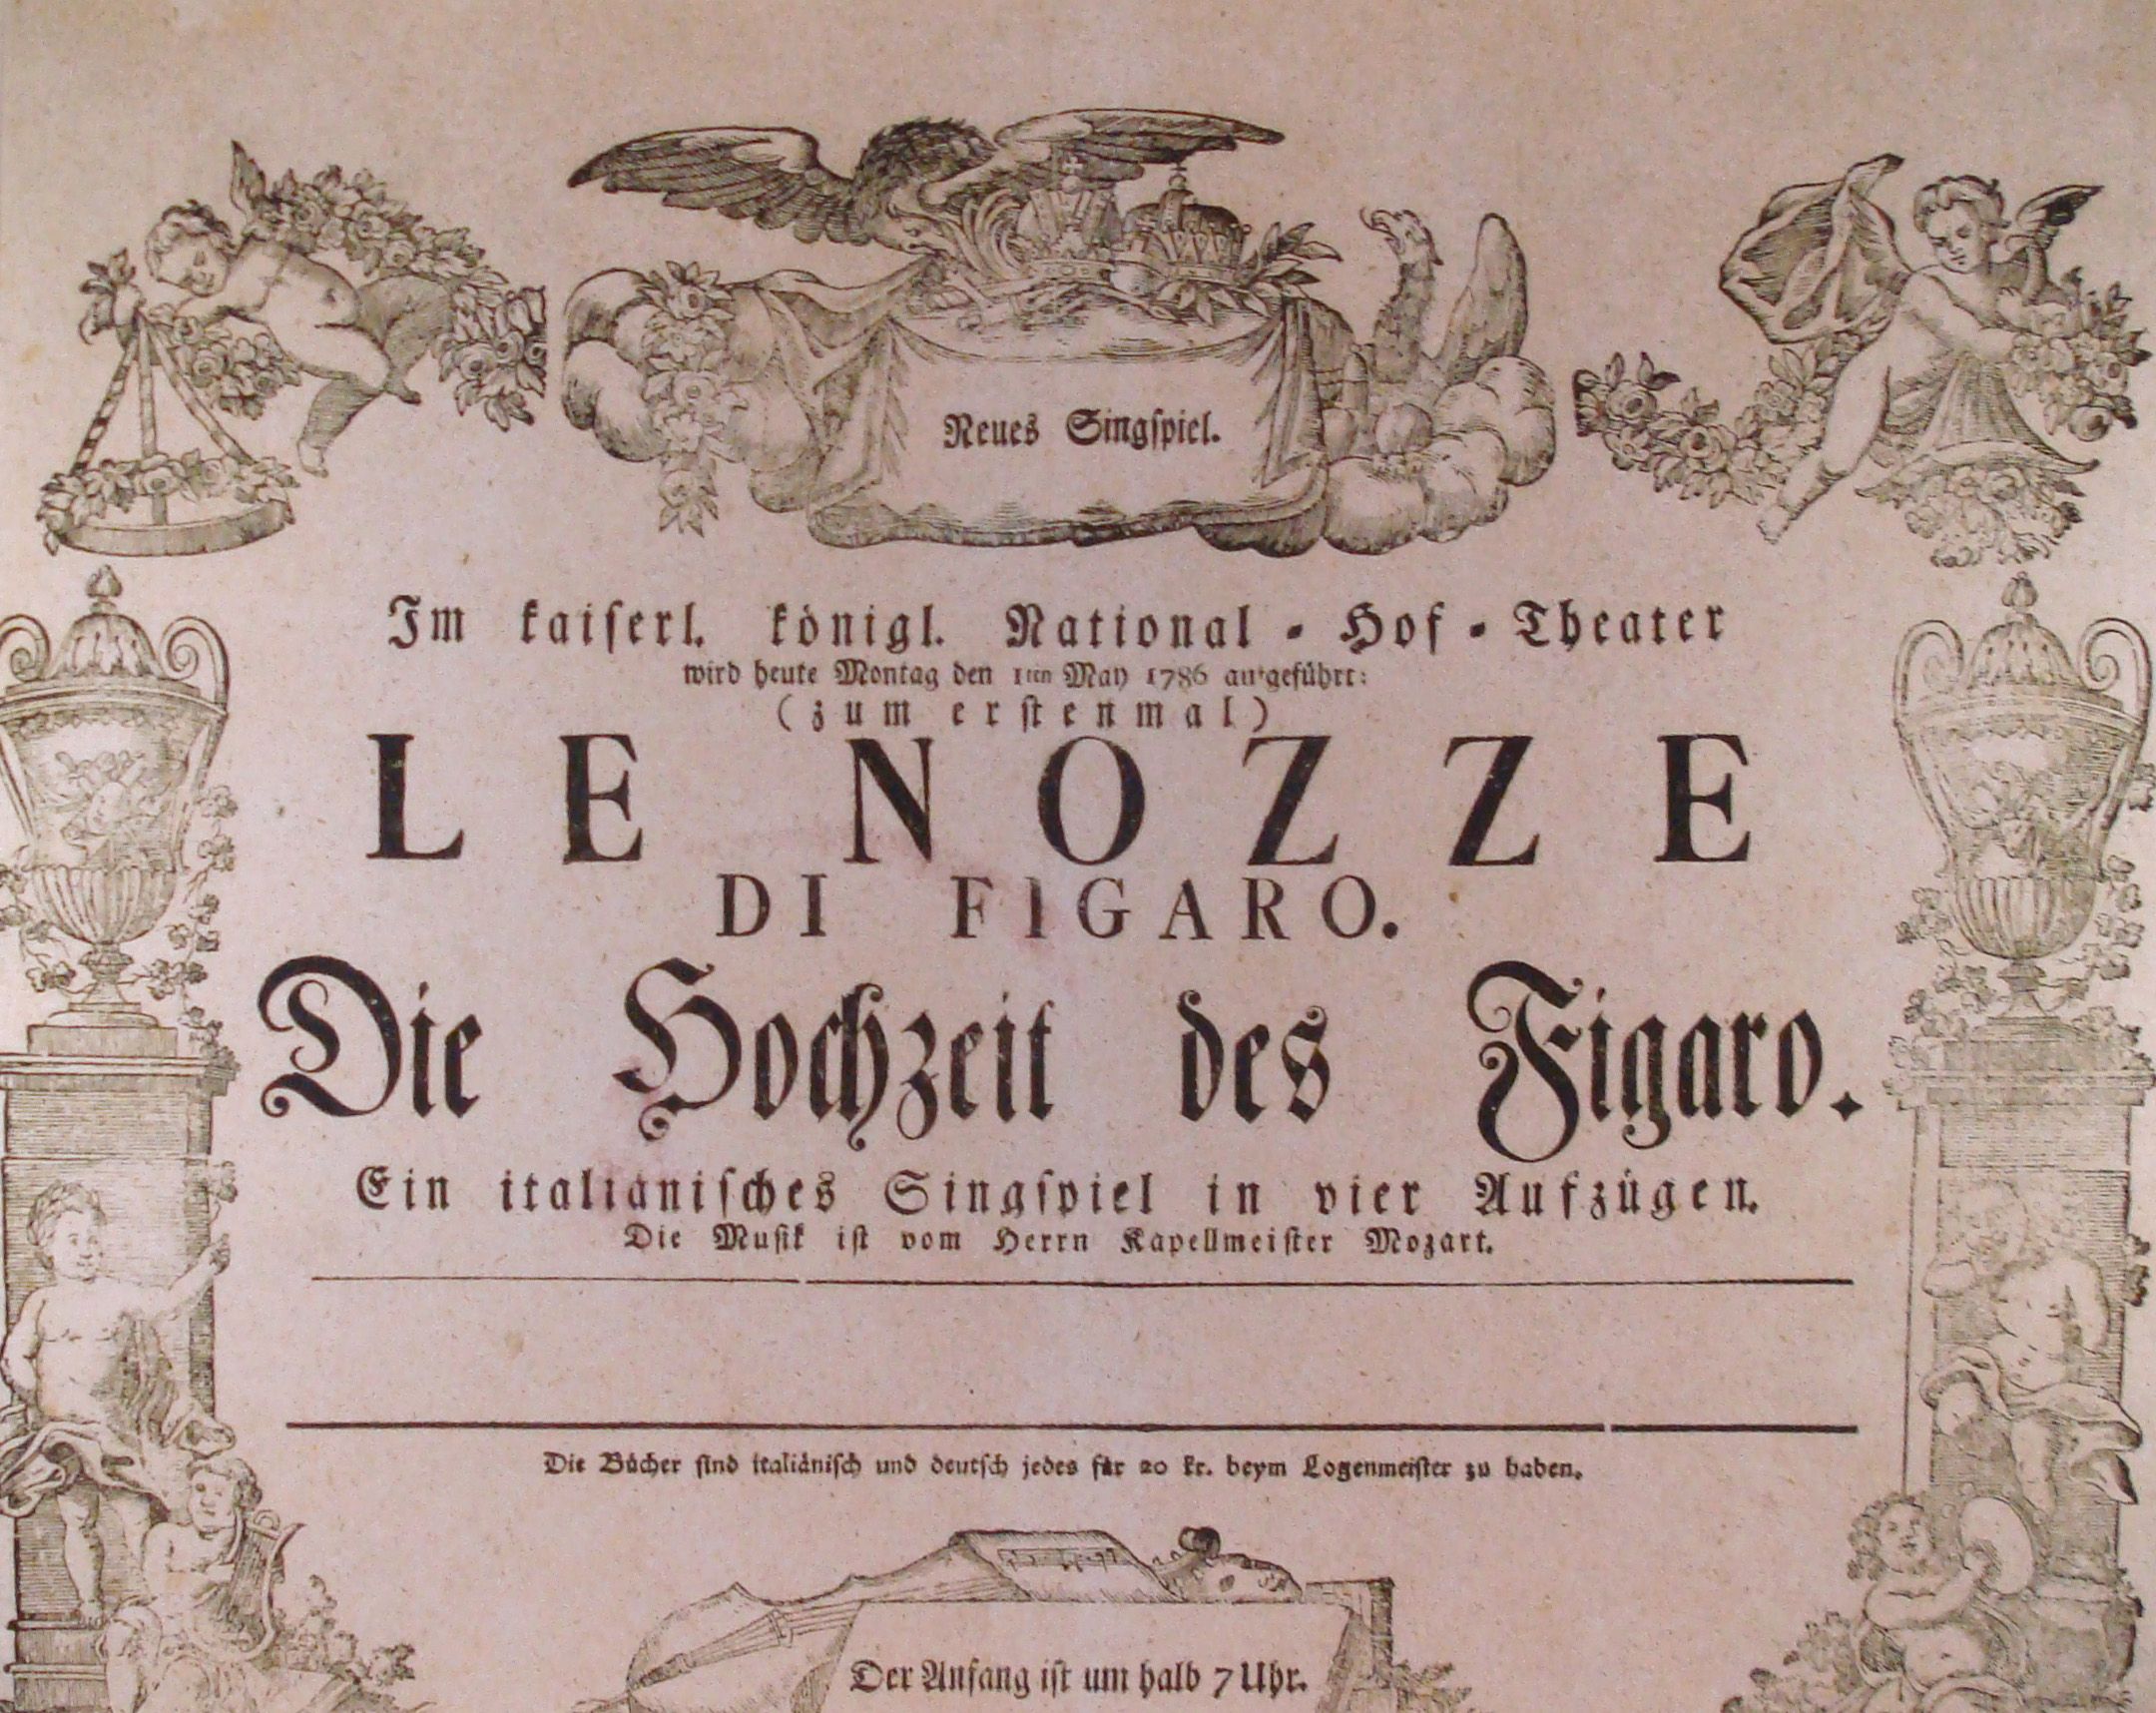 Neues Singſpiel.
Im kaiſerl. königl. National-Hof-Theater
wird heute Montag den 1ten May 1786 aufgeführt:
(zum erſtenmal)
LE NOZZE
DI FIGARO.
Die Hochzeit des Figaro.
Ein italiäniſches Singſpiel in vier Aufzügen.
Die Muſik iſt vom Herrn Kapellmeiſter Mozart.
Die Bücher ſind italiäniſch und deutſch jedes für 20 kr. beym Logenmeiſter zu haben.
Der Anfang iſt um halb 7 Uhr.